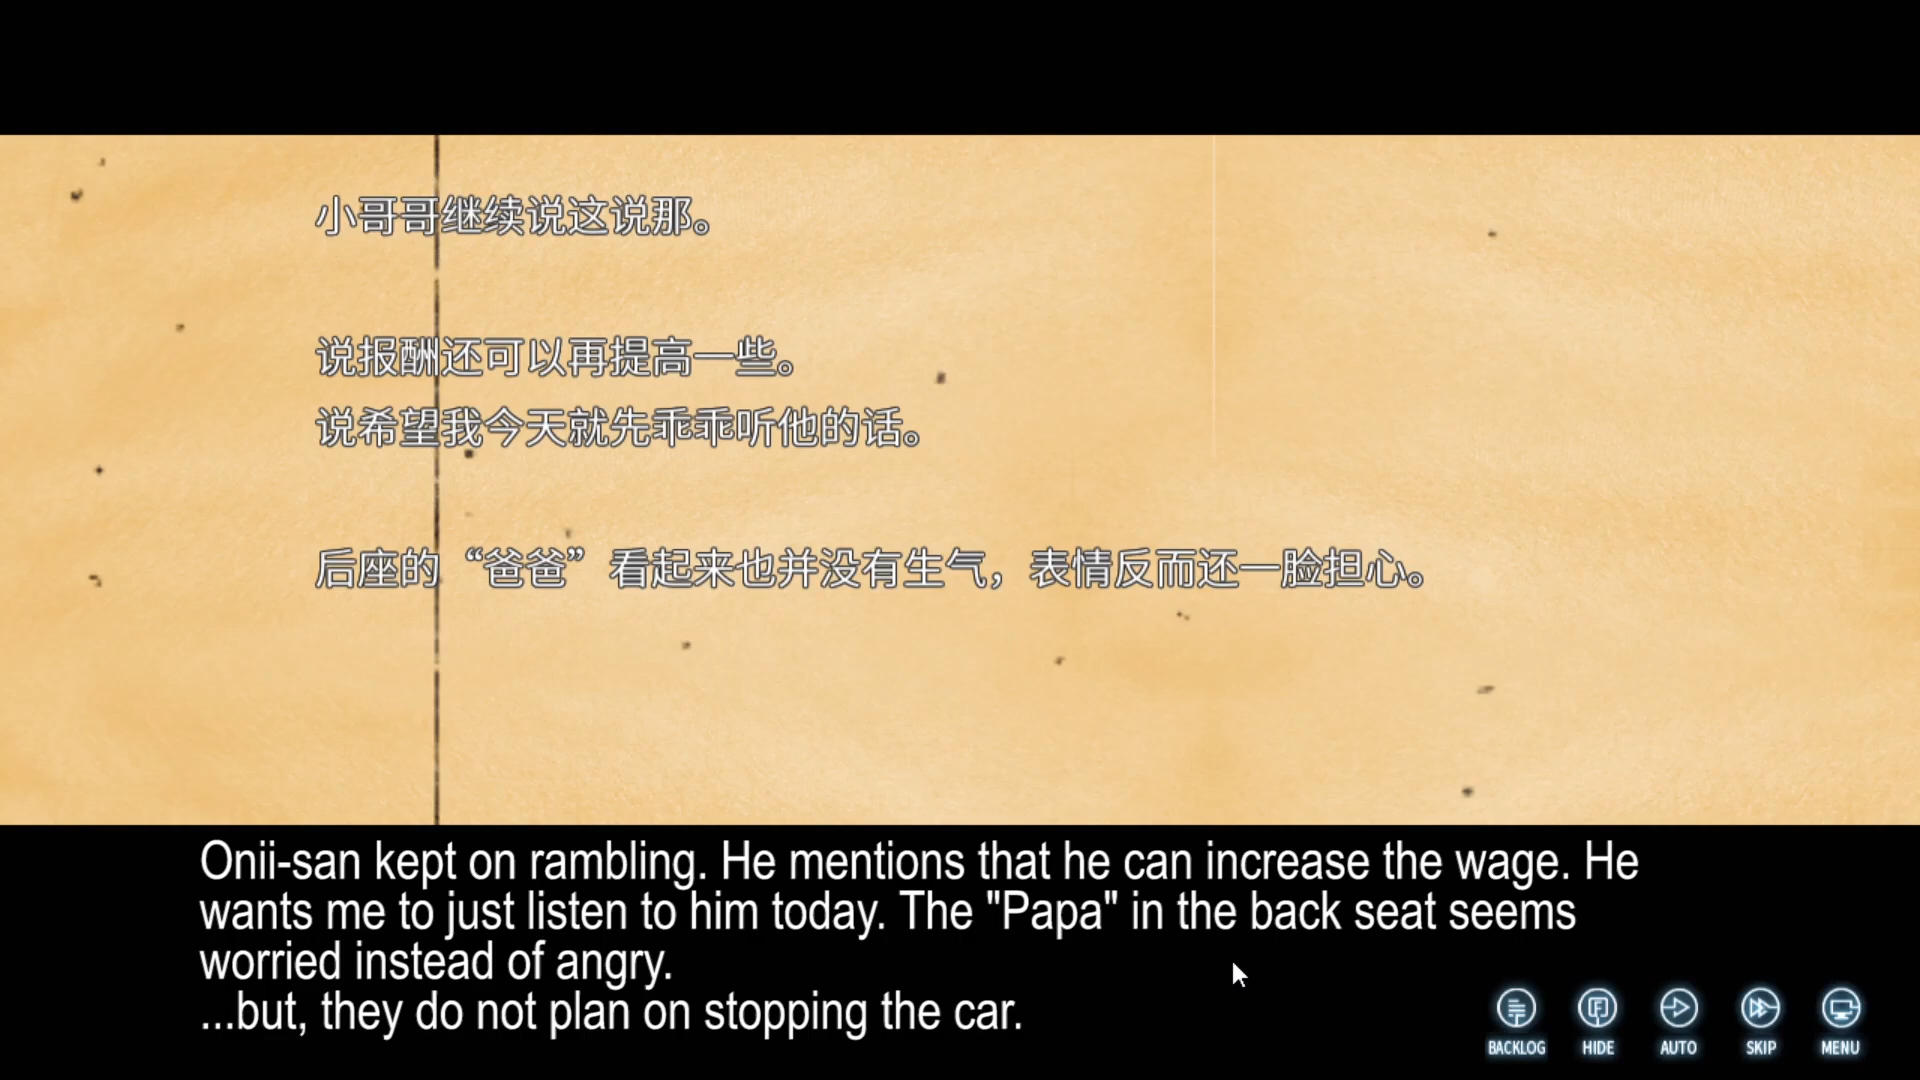 小哥哥继续说这说那。
说报酬还可以再提高一些。
说希望我今天就先乖乖听他的话。
后座的“爸爸”看起来也并没有生气，表情反而还一脸担心。
Onii-san kept on rambling. He mentions that he can increase the wage. He
wants me to just listen to him today. The "Papa" in the back seat seems
worried instead of angry.
...but, they do not plan on stopping the car.
BACKLOG HIDE AUTO SKIP MENU